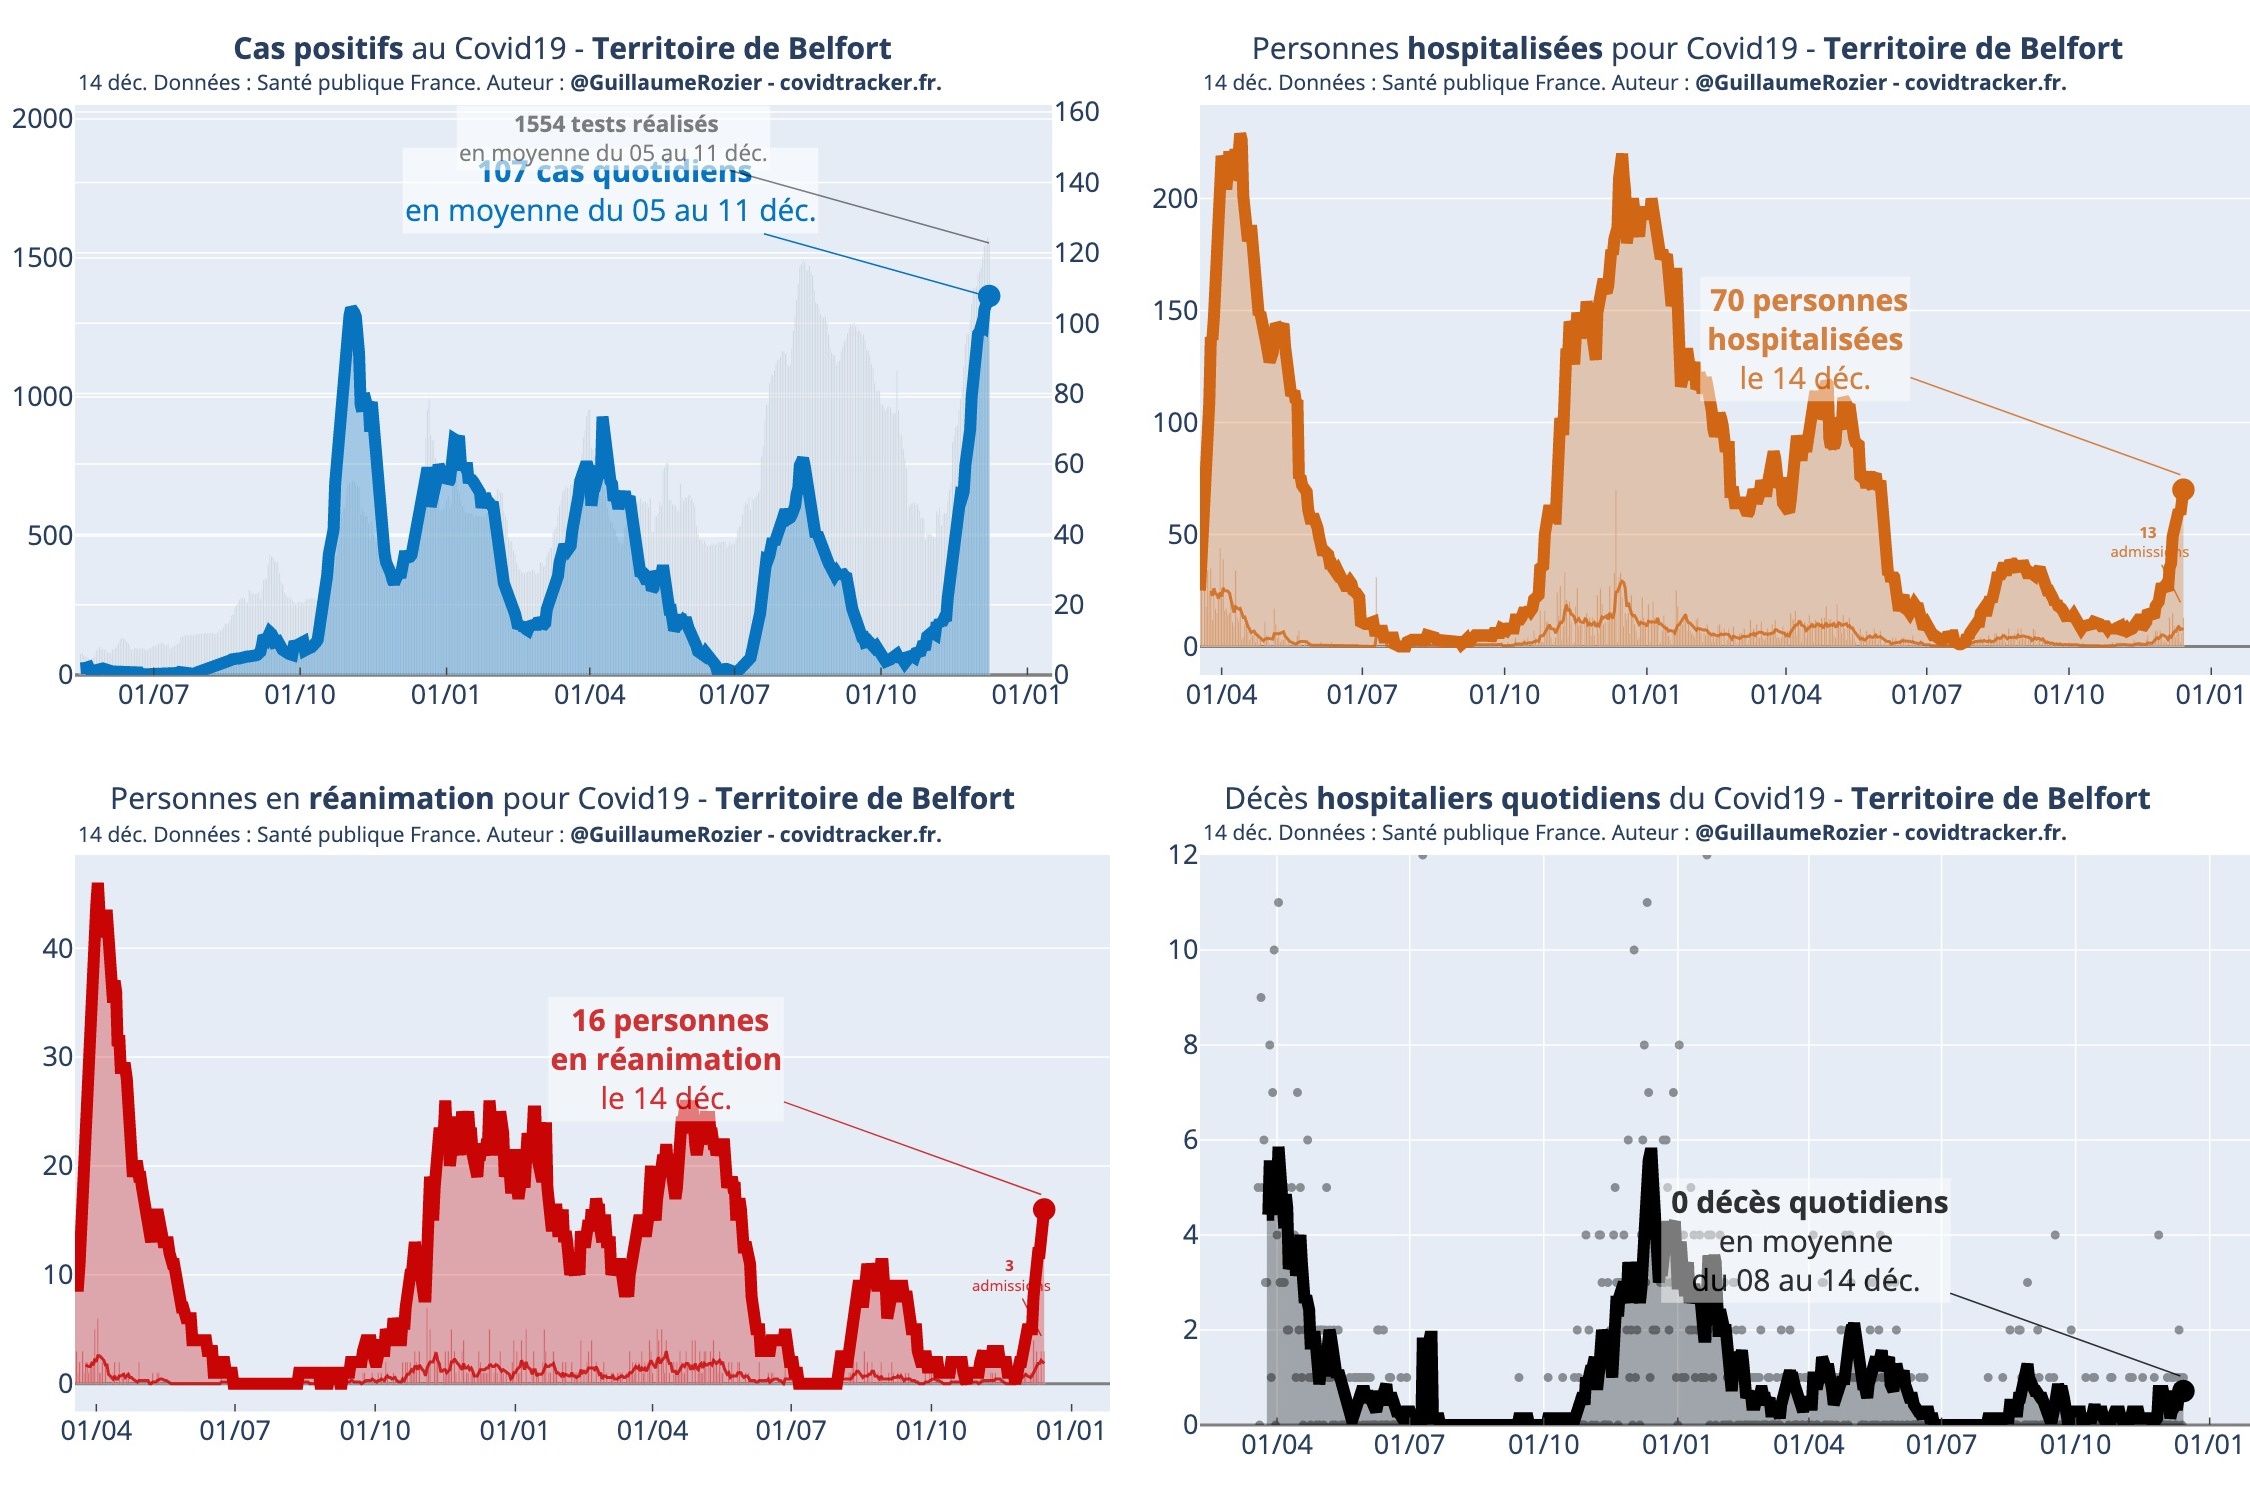 Cas positifs au Covid19 - Territoire de Belfort
14 déc. Données : Santé publique France. Auteur : @GuillaumeRozier - covidtracker.fr.
1554 tests réalisés
en moyenne du 05 au 11 déc.
107 cas quotidiens
en moyenne du 05 au 11 déc.
2000
1500
1000
500
0
160
140
120
100
80
60
40
20
0
01/07
01/10
01/01
01/04
01/07
01/10
01/01
Personnes hospitalisées pour Covid19 - Territoire de Belfort
14 déc. Données : Santé publique France. Auteur : @GuillaumeRozier - covidtracker.fr.
70 personnes
hospitalisées
le 14 déc.
13
admissions
200
150
100
50
0
01/04
01/07
01/10
01/01
01/04
01/07
01/10
01/01
Personnes en réanimation pour Covid19 - Territoire de Belfort
14 déc. Données : Santé publique France. Auteur : @GuillaumeRozier - covidtracker.fr.
16 personnes
en réanimation
le 14 déc.
3
admissions
40
30
20
10
0
01/04
01/07
01/10
01/01
01/04
01/07
01/10
01/01
Décès hospitaliers quotidiens du Covid19 - Territoire de Belfort
14 déc. Données : Santé publique France. Auteur : @GuillaumeRozier - covidtracker.fr.
0 décès quotidiens
en moyenne
du 08 au 14 déc.
12
10
8
6
4
2
0
01/04
01/07
01/10
01/01
01/04
01/07
01/10
01/01